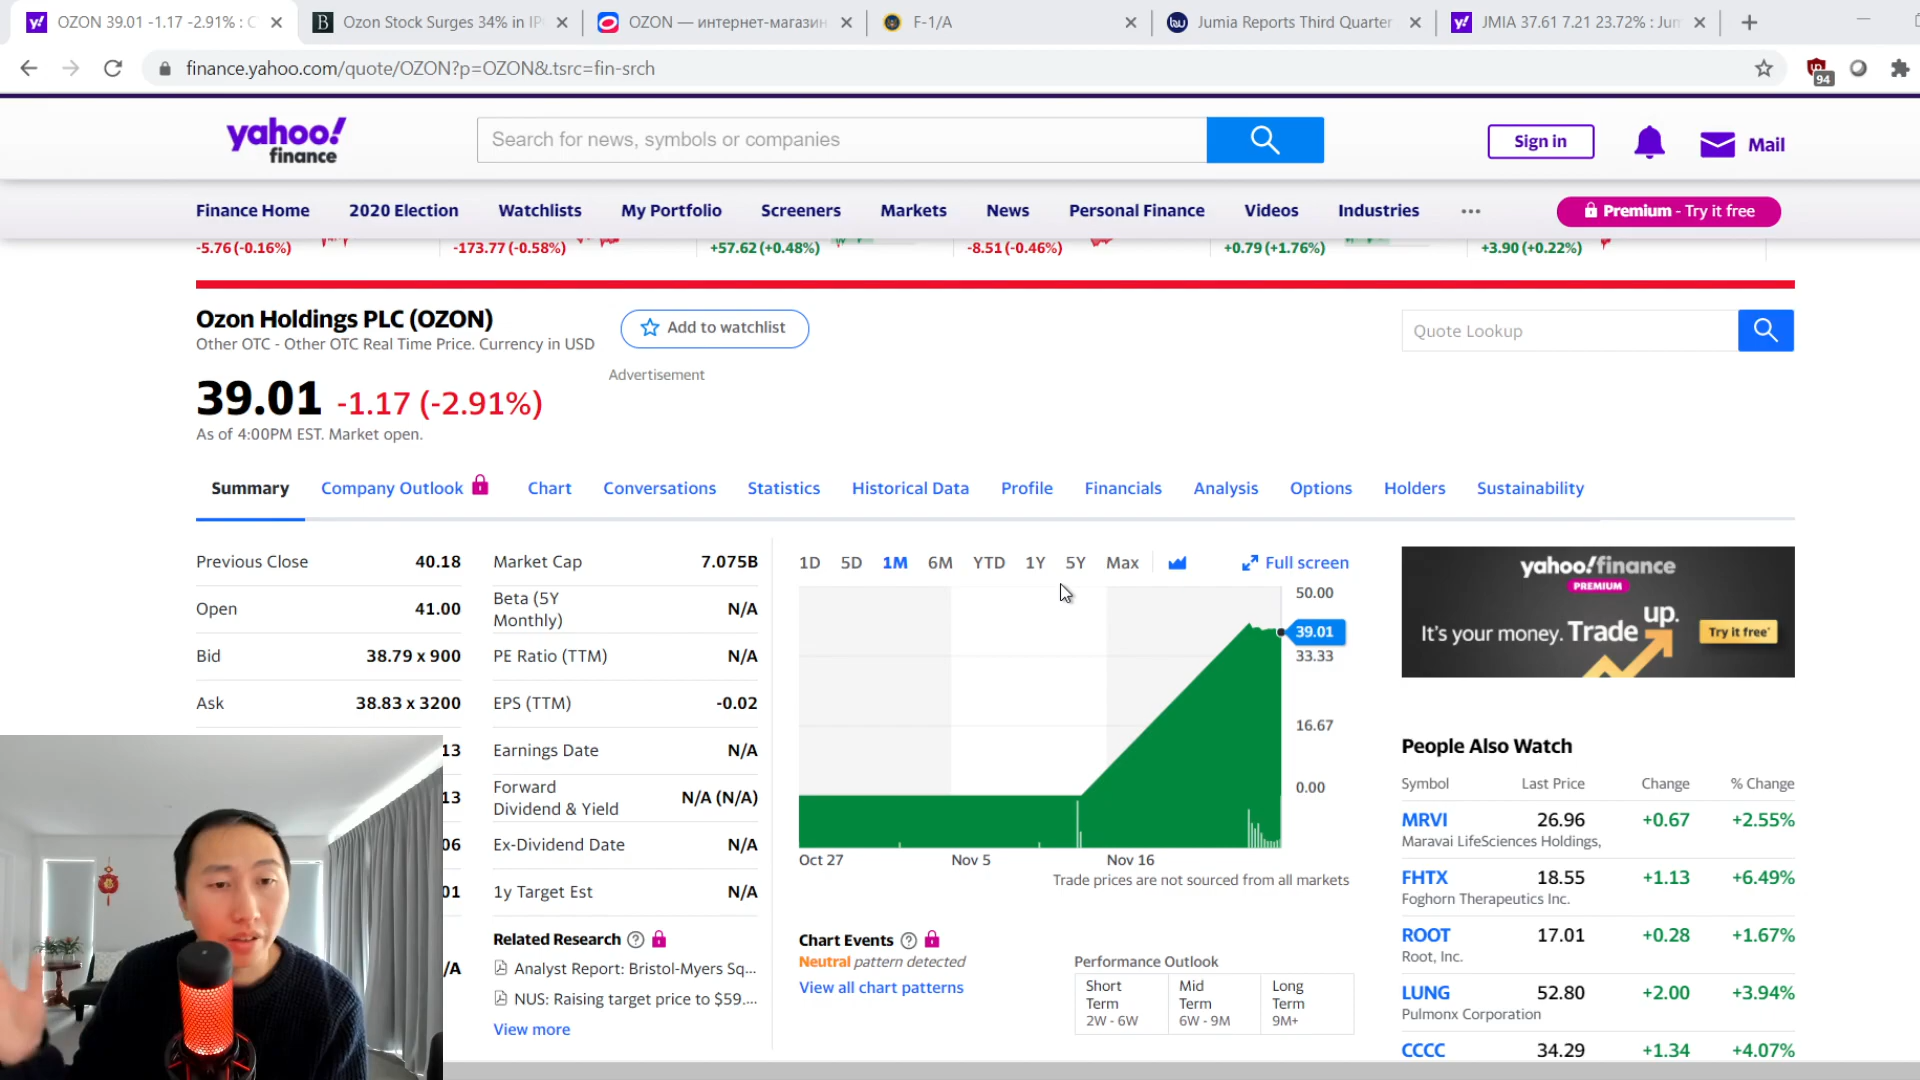 OZON 39.01 -1.17 -2.91% : C
Ozon Stock Surges 34% in IP
OZON — интернет-магазин
F-1/A
Jumia Reports Third Quarter
JMIA 37.61 7.21 23.72% : Jum
finance.yahoo.com/quote/OZON?p=OZON&.tsrc=fin-srch
94
yahoo!
finance
Search for news, symbols or companies
Sign in
Mail
Finance Home
2020 Election
Watchlists
My Portfolio
Screeners
Markets
News
Personal Finance
Videos
Industries
Premium - Try it free
-5.76 (-0.16%)
-173.77 (-0.58%)
+57.62 (+0.48%)
-8.51 (-0.46%)
+0.79 (+1.76%)
+3.90 (+0.22%)
Ozon Holdings PLC (OZON)
Other OTC - Other OTC Real Time Price. Currency in USD
Add to watchlist
Quote Lookup
Advertisement
39.01 -1.17 (-2.91%)
As of 4:00PM EST. Market open.
Summary
Company Outlook
Chart
Conversations
Statistics
Historical Data
Profile
Financials
Analysis
Options
Holders
Sustainability
Previous Close 40.18
Open 41.00
Bid 38.79 x 900
Ask 38.83 x 3200
13
13
06
01
/A
Market Cap 7.075B
Beta (5Y
Monthly) N/A
PE Ratio (TTM) N/A
EPS (TTM) -0.02
Earnings Date N/A
Forward
Dividend & Yield N/A (N/A)
Ex-Dividend Date N/A
1y Target Est N/A
Related Research
Analyst Report: Bristol-Myers Sq...
NUS: Raising target price to $59....
View more
1D 5D 1M 6M YTD 1Y 5Y Max
Full screen
50.00
39.01
33.33
16.67
0.00
Oct 27
Nov 5
Nov 16
Trade prices are not sourced from all markets
Chart Events
Neutral pattern detected
View all chart patterns
Performance Outlook
Short
Term
2W - 6W
Mid
Term
6W - 9M
Long
Term
9M+
yahoo!finance
PREMIUM
It's your money. Trade up.
Try it free*
People Also Watch
Symbol Last Price Change % Change
MRVI 26.96 +0.67 +2.55%
Maravai LifeSciences Holdings,
FHTX 18.55 +1.13 +6.49%
Foghorn Therapeutics Inc.
ROOT 17.01 +0.28 +1.67%
Root, Inc.
LUNG 52.80 +2.00 +3.94%
Pulmonx Corporation
CCCC 34.29 +1.34 +4.07%